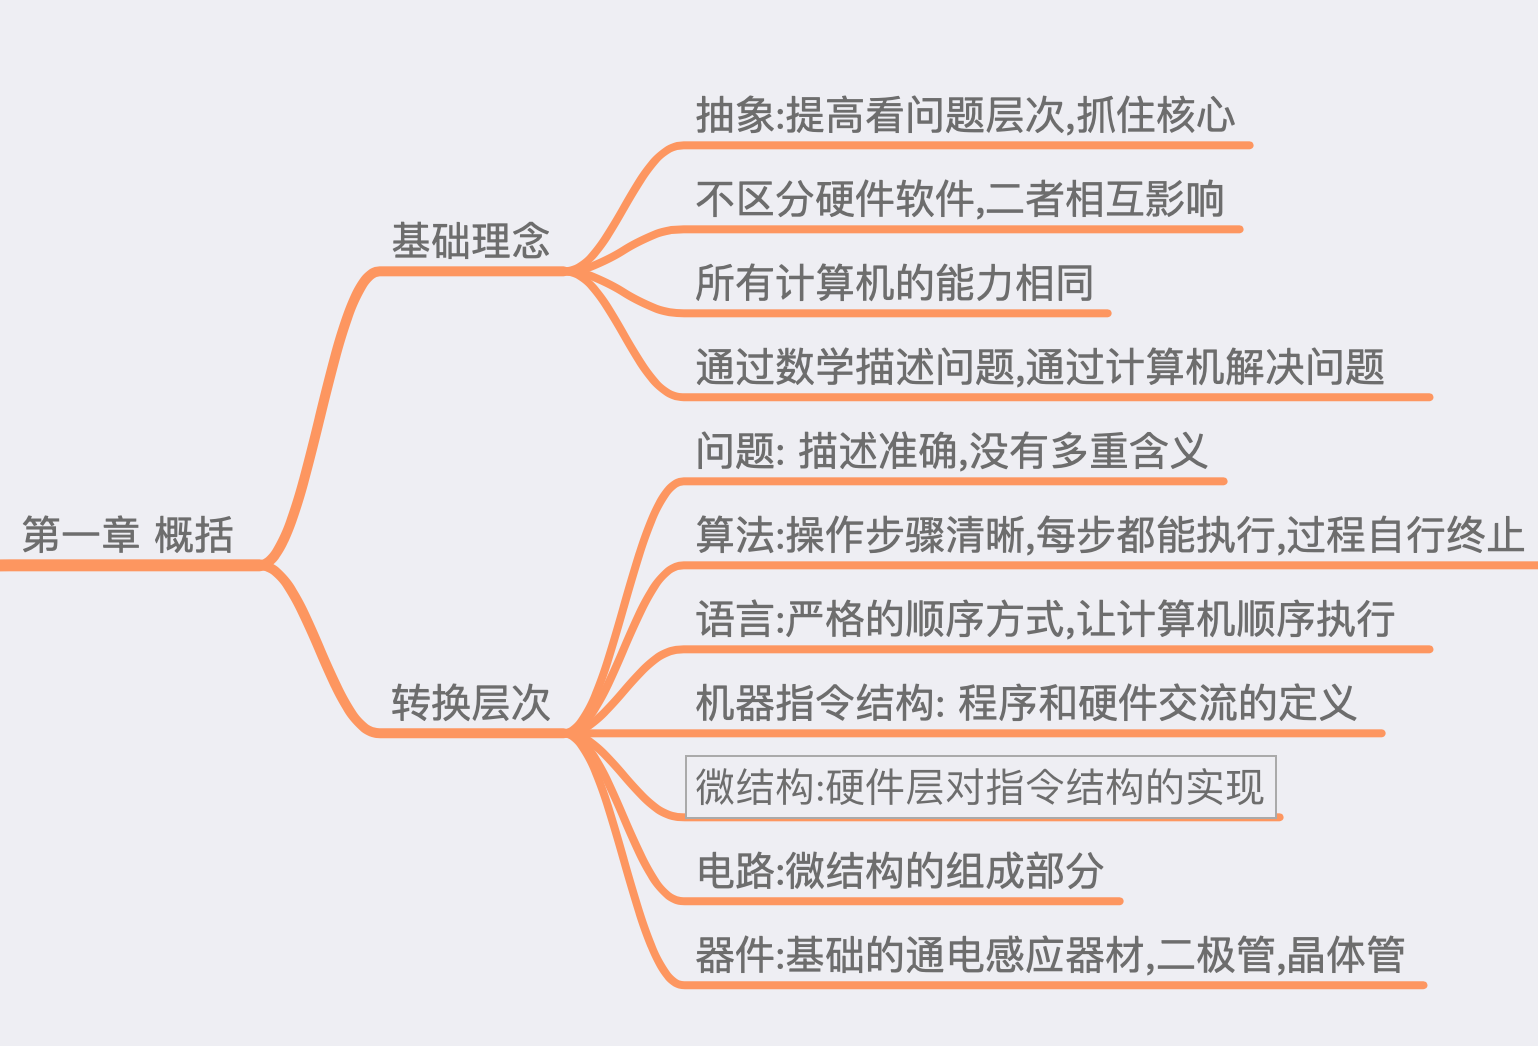 第一章 概括
基础理念
抽象:提高看问题层次,抓住核心
不区分硬件软件,二者相互影响
所有计算机的能力相同
通过数学描述问题,通过计算机解决问题
转换层次
问题: 描述准确,没有多重含义
算法:操作步骤清晰,每步都能执行,过程自行终止
语言:严格的顺序方式,让计算机顺序执行
机器指令结构: 程序和硬件交流的定义
微结构:硬件层对指令结构的实现
电路:微结构的组成部分
器件:基础的通电感应器材,二极管,晶体管